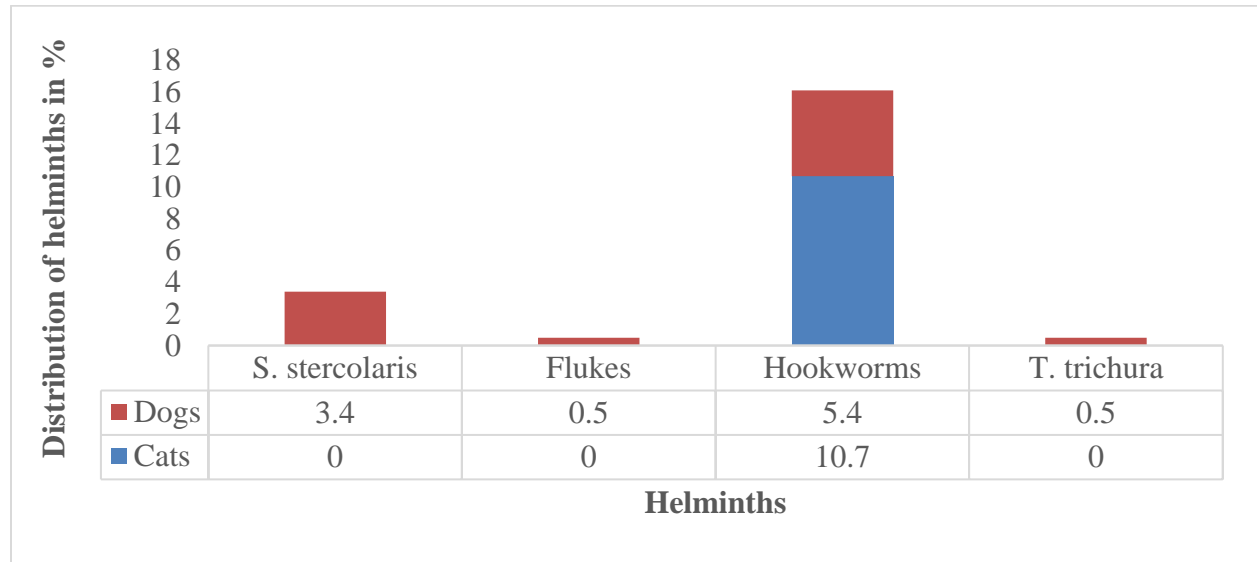 Distribution of helminths in %
18
16
14
12
10
8
6
4
2
0
S. stercolaris Flukes Hookworms T. trichura
Dogs 3.4 0.5 5.4 0.5
Cats 0 0 10.7 0
Helminths